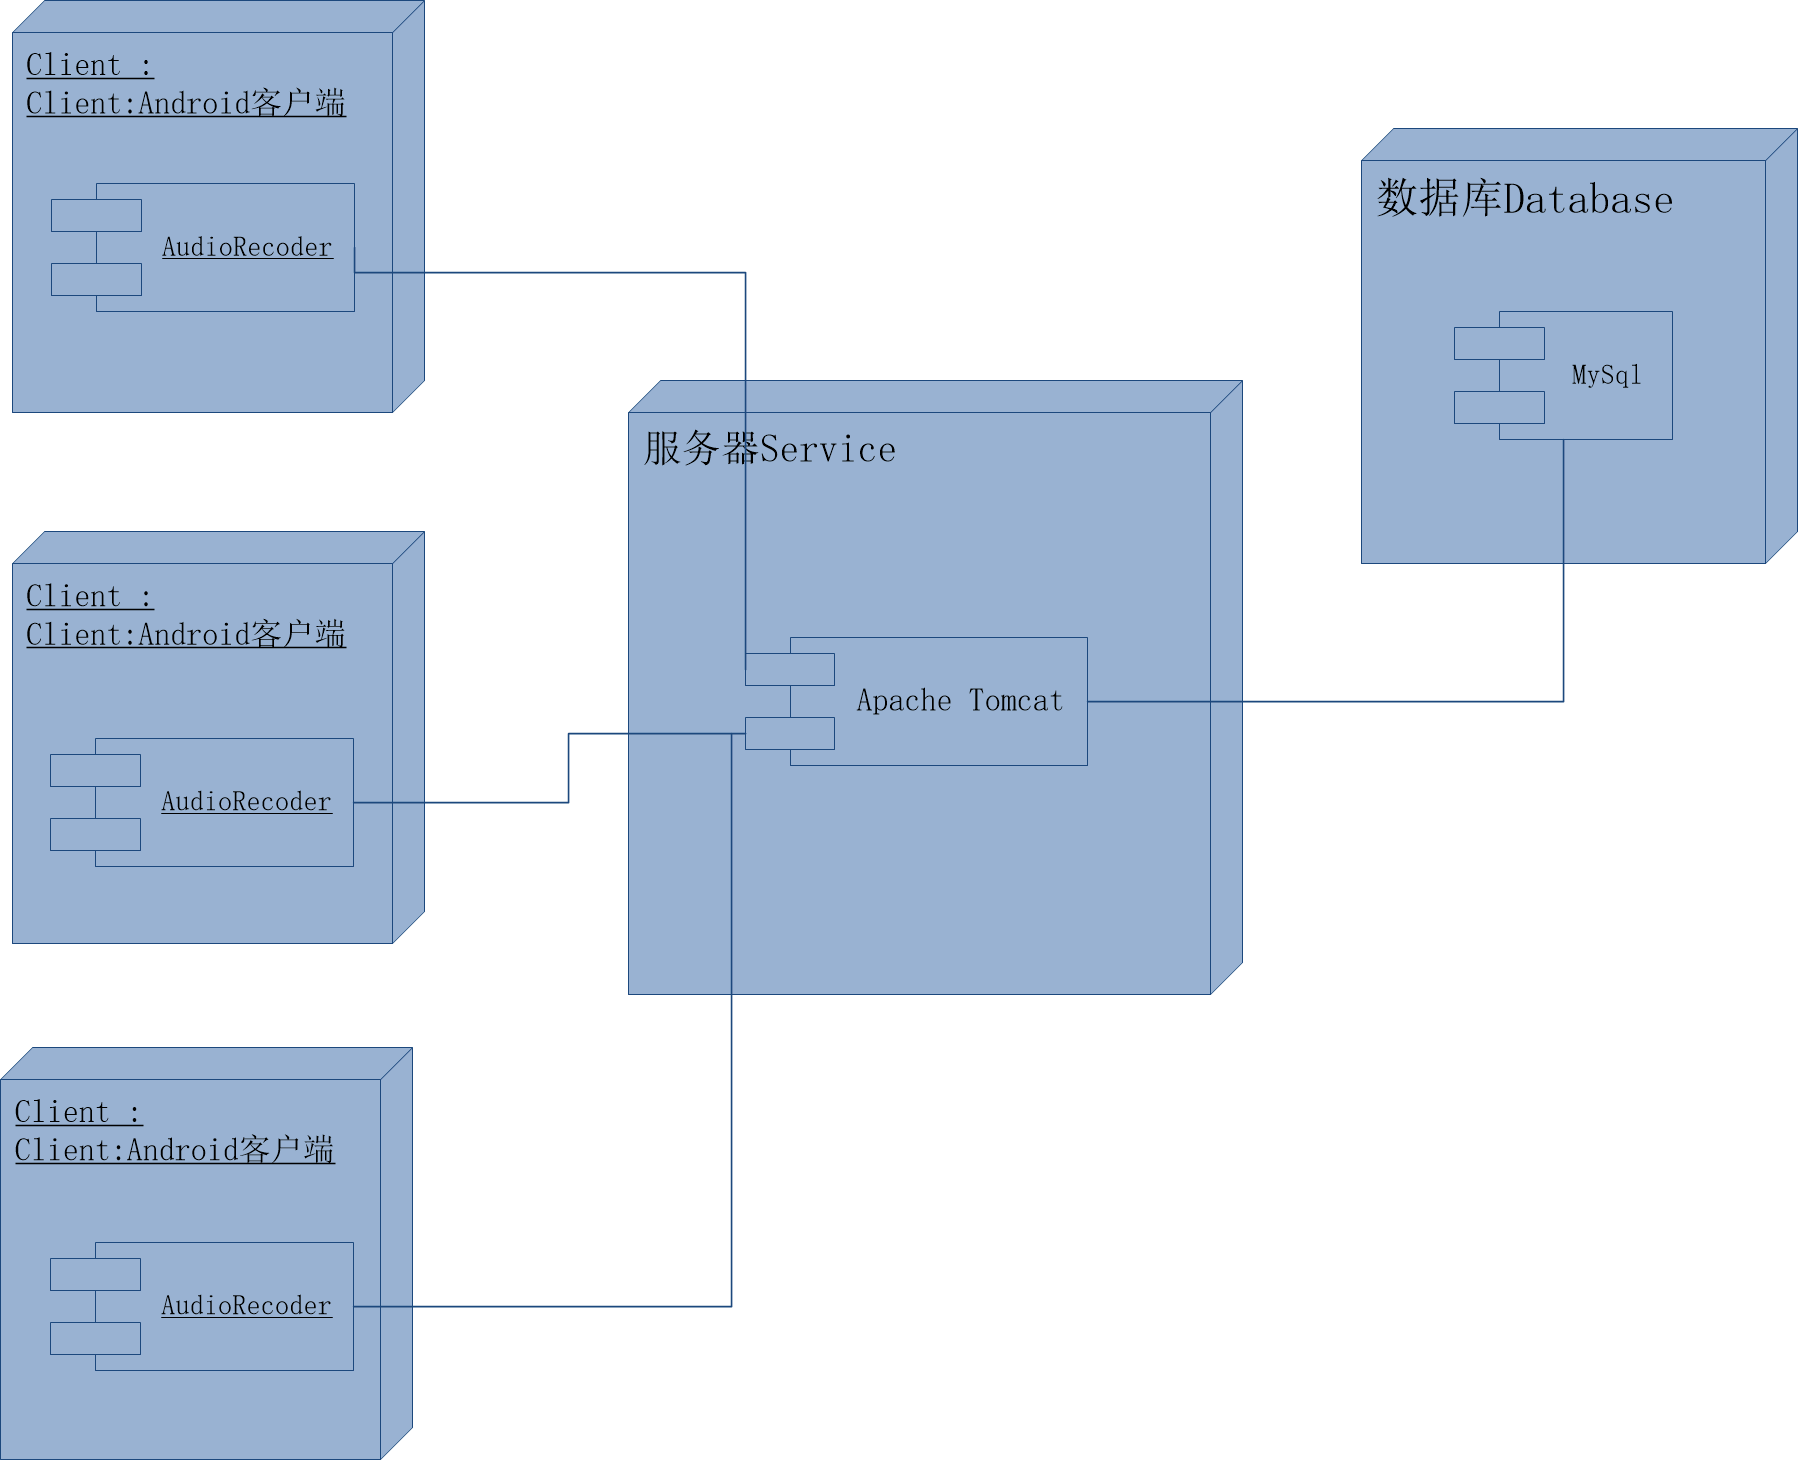 Client :
Client:Android客户端
AudioRecoder
数据库Database
MySql
服务器Service
Apache Tomcat
Client :
Client:Android客户端
AudioRecoder
Client :
Client:Android客户端
AudioRecoder